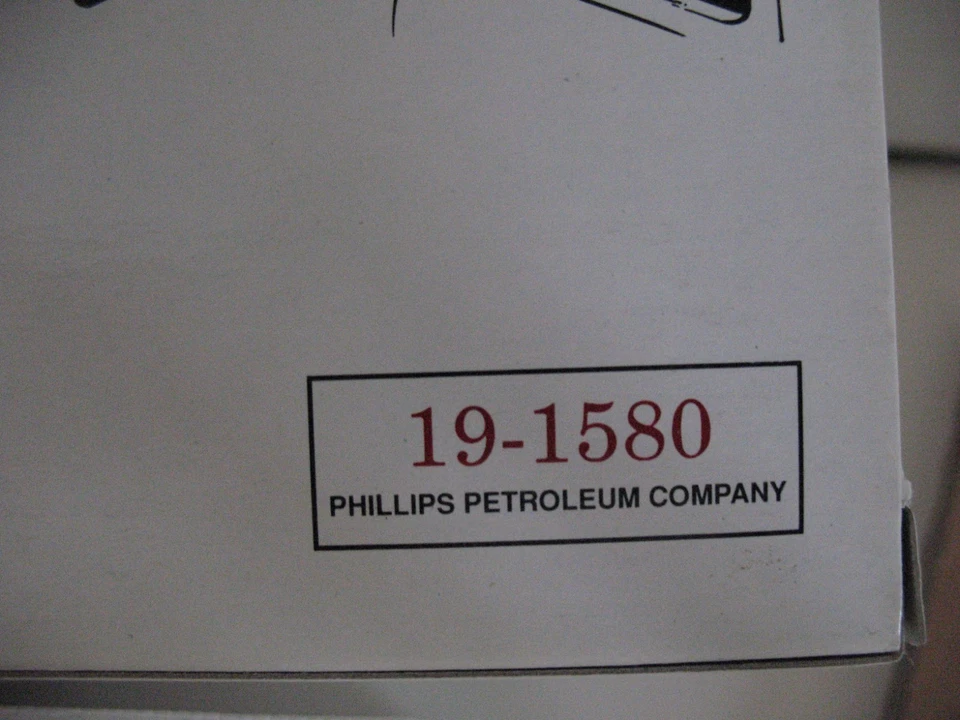 19-1580
PHILLIPS PETROLEUM COMPANY